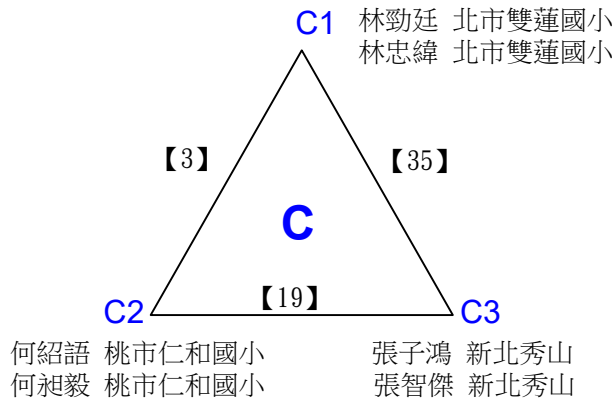 C1 林勁廷 北市雙蓮國小
林忠緯 北市雙蓮國小
【3】 【35】
C
【19】
C2 C3
何紹語 桃市仁和國小 張子鴻 新北秀山
何昶毅 桃市仁和國小 張智傑 新北秀山